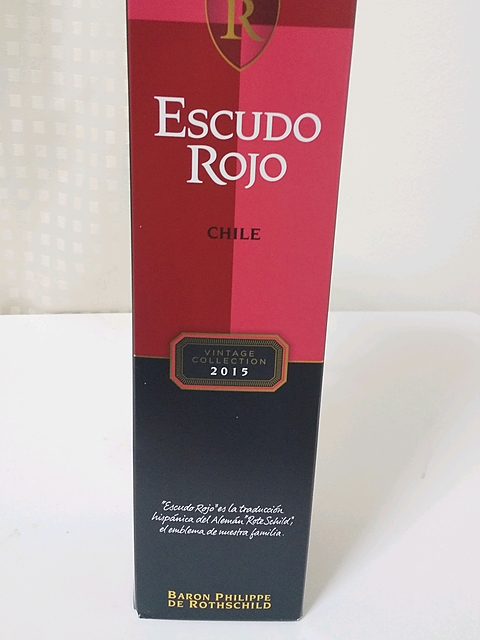 R
ESCUDO
ROJO
CHILE
VINTAGE
COLLECTION
2015
"Escudo Rojo" es la traducción
hispánica del Alemán "Rote Schild",
el emblema de nuestra familia.
BARON PHILIPPE
DE ROTHSCHILD